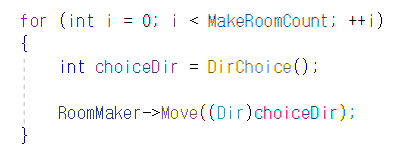 for (int i = 0; i < MakeRoomCount; ++i)
{
    int choiceDir = DirChoice();
    RoomMaker->Move((Dir)choiceDir);
}